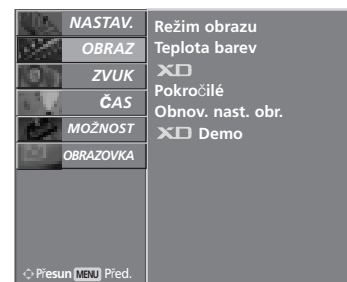 NASTAV.
OBRAZ
ZVUK
ČAS
MOŽNOST
OBRAZOVKA
Přesun MENU Před.
Režim obrazu
Teplota barev
XD
Pokročilé
Obnov. nast. obr.
XD Demo